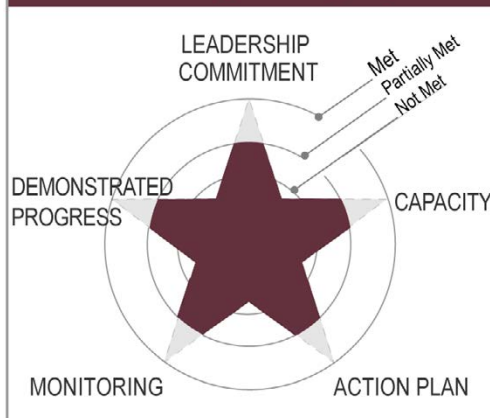 LEADERSHIP
COMMITMENT
Met
Partially Met
Not Met
DEMONSTRATED
PROGRESS
CAPACITY
MONITORING
ACTION PLAN